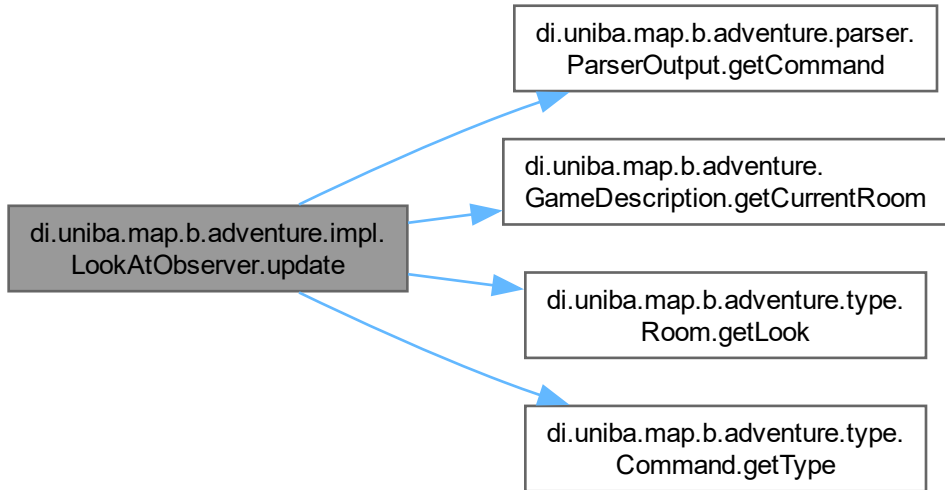 di.uniba.map.b.adventure.parser.
ParserOutput.getCommand
di.uniba.map.b.adventure.
GameDescription.getCurrentRoom
di.uniba.map.b.adventure.impl.
LookAtObserver.update
di.uniba.map.b.adventure.type.
Room.getLook
di.uniba.map.b.adventure.type.
Command.getType